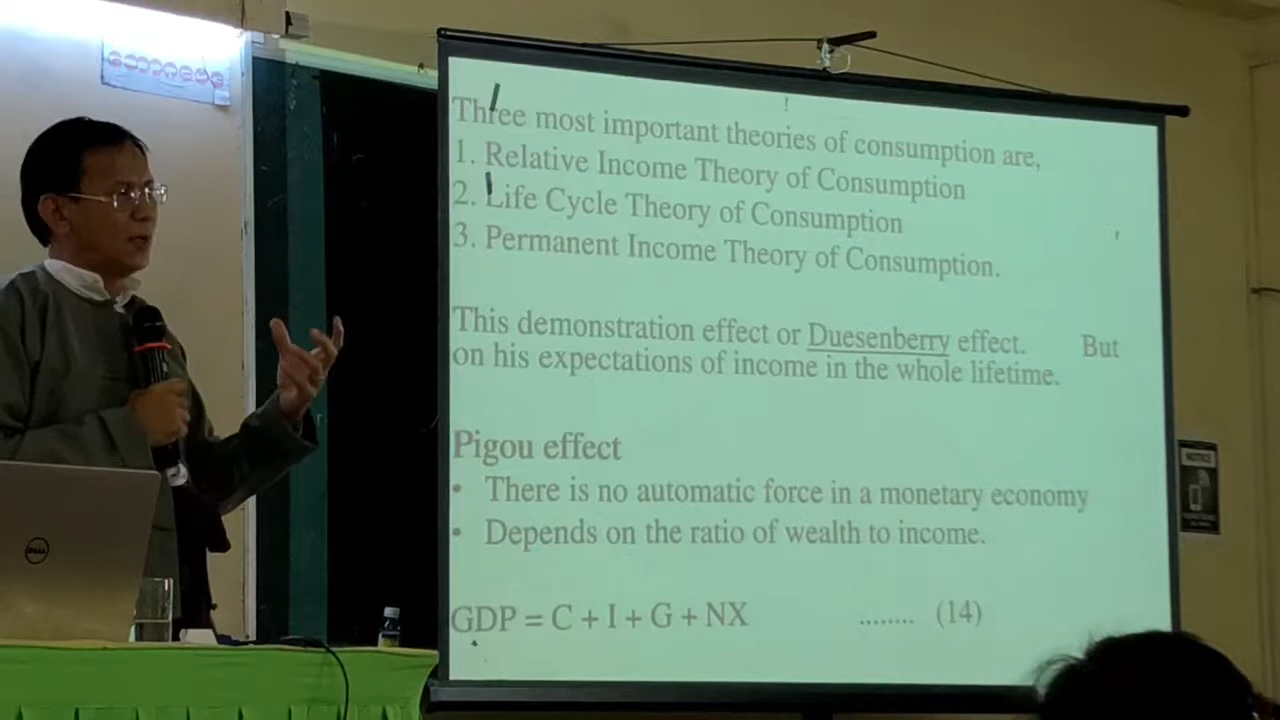 Three most important theories of consumption are,
1. Relative Income Theory of Consumption
2. Life Cycle Theory of Consumption
3. Permanent Income Theory of Consumption.
This demonstration effect or Duesenberry effect. But
on his expectations of income in the whole lifetime.
Pigou effect
• There is no automatic force in a monetary economy
• Depends on the ratio of wealth to income.
GDP = C + I + G + NX ........ (14)
NOTICE
DELL